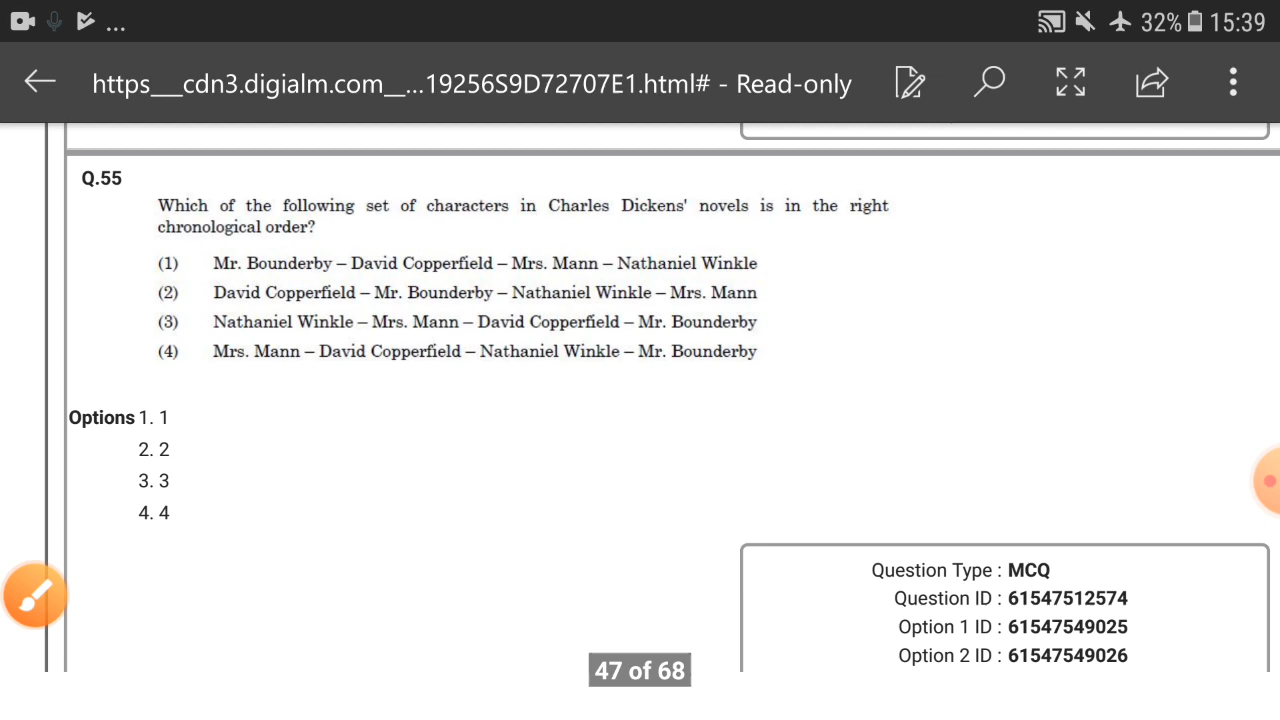 ... 32% 15:39
https___cdn3.digialm.com__...19256S9D72707E1.html# - Read-only
Q.55
Which of the following set of characters in Charles Dickens' novels is in the right
chronological order?
(1) Mr. Bounderby – David Copperfield – Mrs. Mann – Nathaniel Winkle
(2) David Copperfield – Mr. Bounderby – Nathaniel Winkle – Mrs. Mann
(3) Nathaniel Winkle – Mrs. Mann – David Copperfield – Mr. Bounderby
(4) Mrs. Mann – David Copperfield – Nathaniel Winkle – Mr. Bounderby
Options 1. 1
2. 2
3. 3
4. 4
Question Type : MCQ
Question ID : 61547512574
Option 1 ID : 61547549025
Option 2 ID : 61547549026
47 of 68